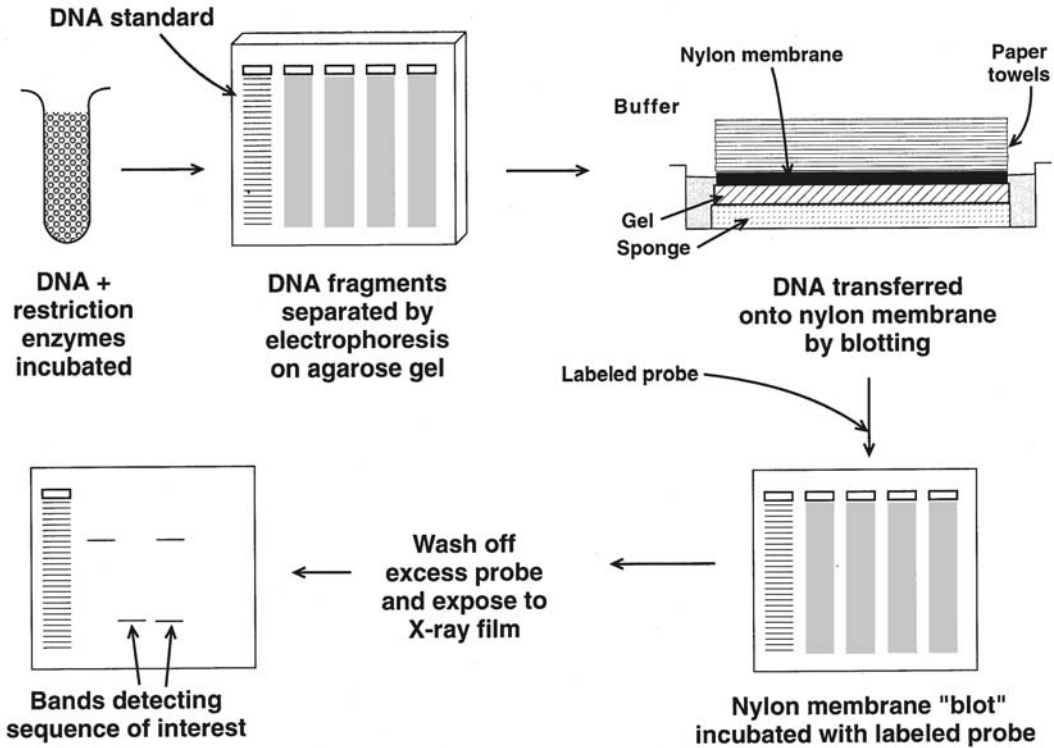 DNA standard
DNA +
restriction
enzymes
incubated
DNA fragments
separated by
electrophoresis
on agarose gel
Nylon membrane
Paper
towels
Buffer
Gel
Sponge
DNA transferred
onto nylon membrane
by blotting
Labeled probe
Nylon membrane "blot"
incubated with labeled probe
Wash off
excess probe
and expose to
X-ray film
Bands detecting
sequence of interest